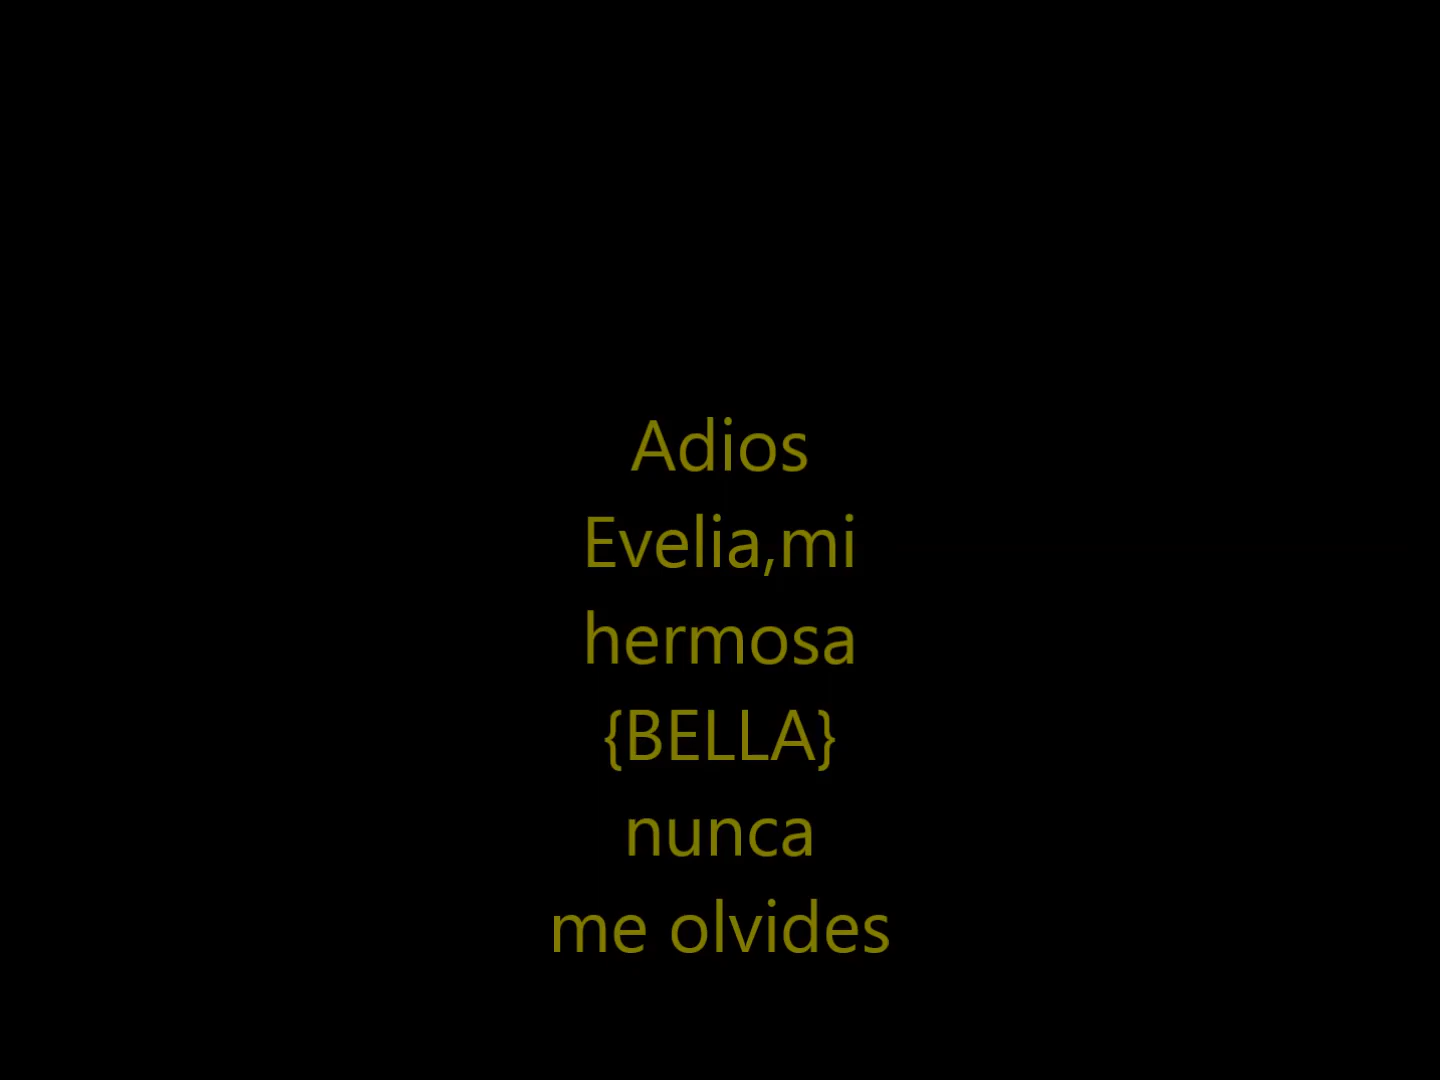 Adios
Evelia,mi
hermosa
{BELLA}
nunca
me olvides